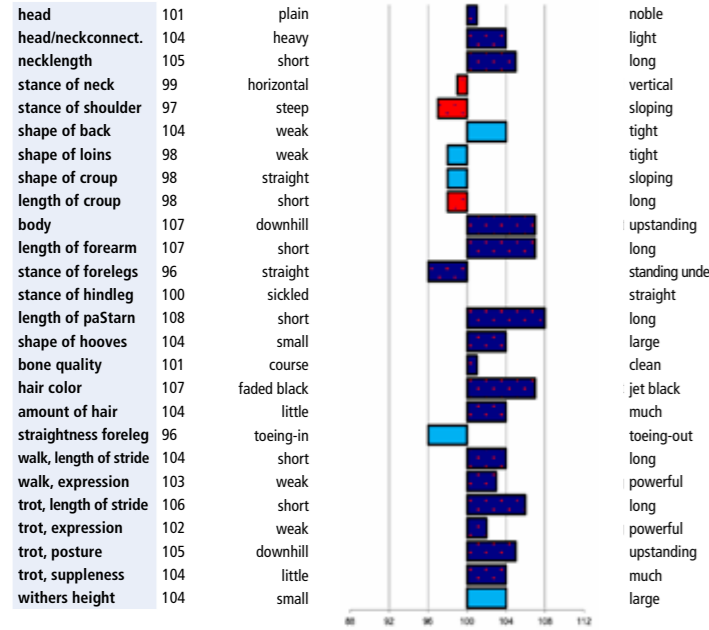 head 101 plain noble
head/neckconnect. 104 heavy light
necklength 105 short long
stance of neck 99 horizontal vertical
stance of shoulder 97 steep sloping
shape of back 104 weak tight
shape of loins 98 weak tight
shape of croup 98 straight sloping
length of croup 98 short long
body 107 downhill upstanding
length of forearm 107 short long
stance of forelegs 96 straight standing unde
stance of hindleg 100 sickled straight
length of paStarn 108 short long
shape of hooves 104 small large
bone quality 101 course clean
hair color 107 faded black jet black
amount of hair 104 little much
straightness foreleg 96 toeing-in toeing-out
walk, length of stride 104 short long
walk, expression 103 weak powerful
trot, length of stride 106 short long
trot, expression 102 weak powerful
trot, posture 105 downhill upstanding
trot, suppleness 104 little much
withers height 104 small large
88 92 96 100 104 108 112